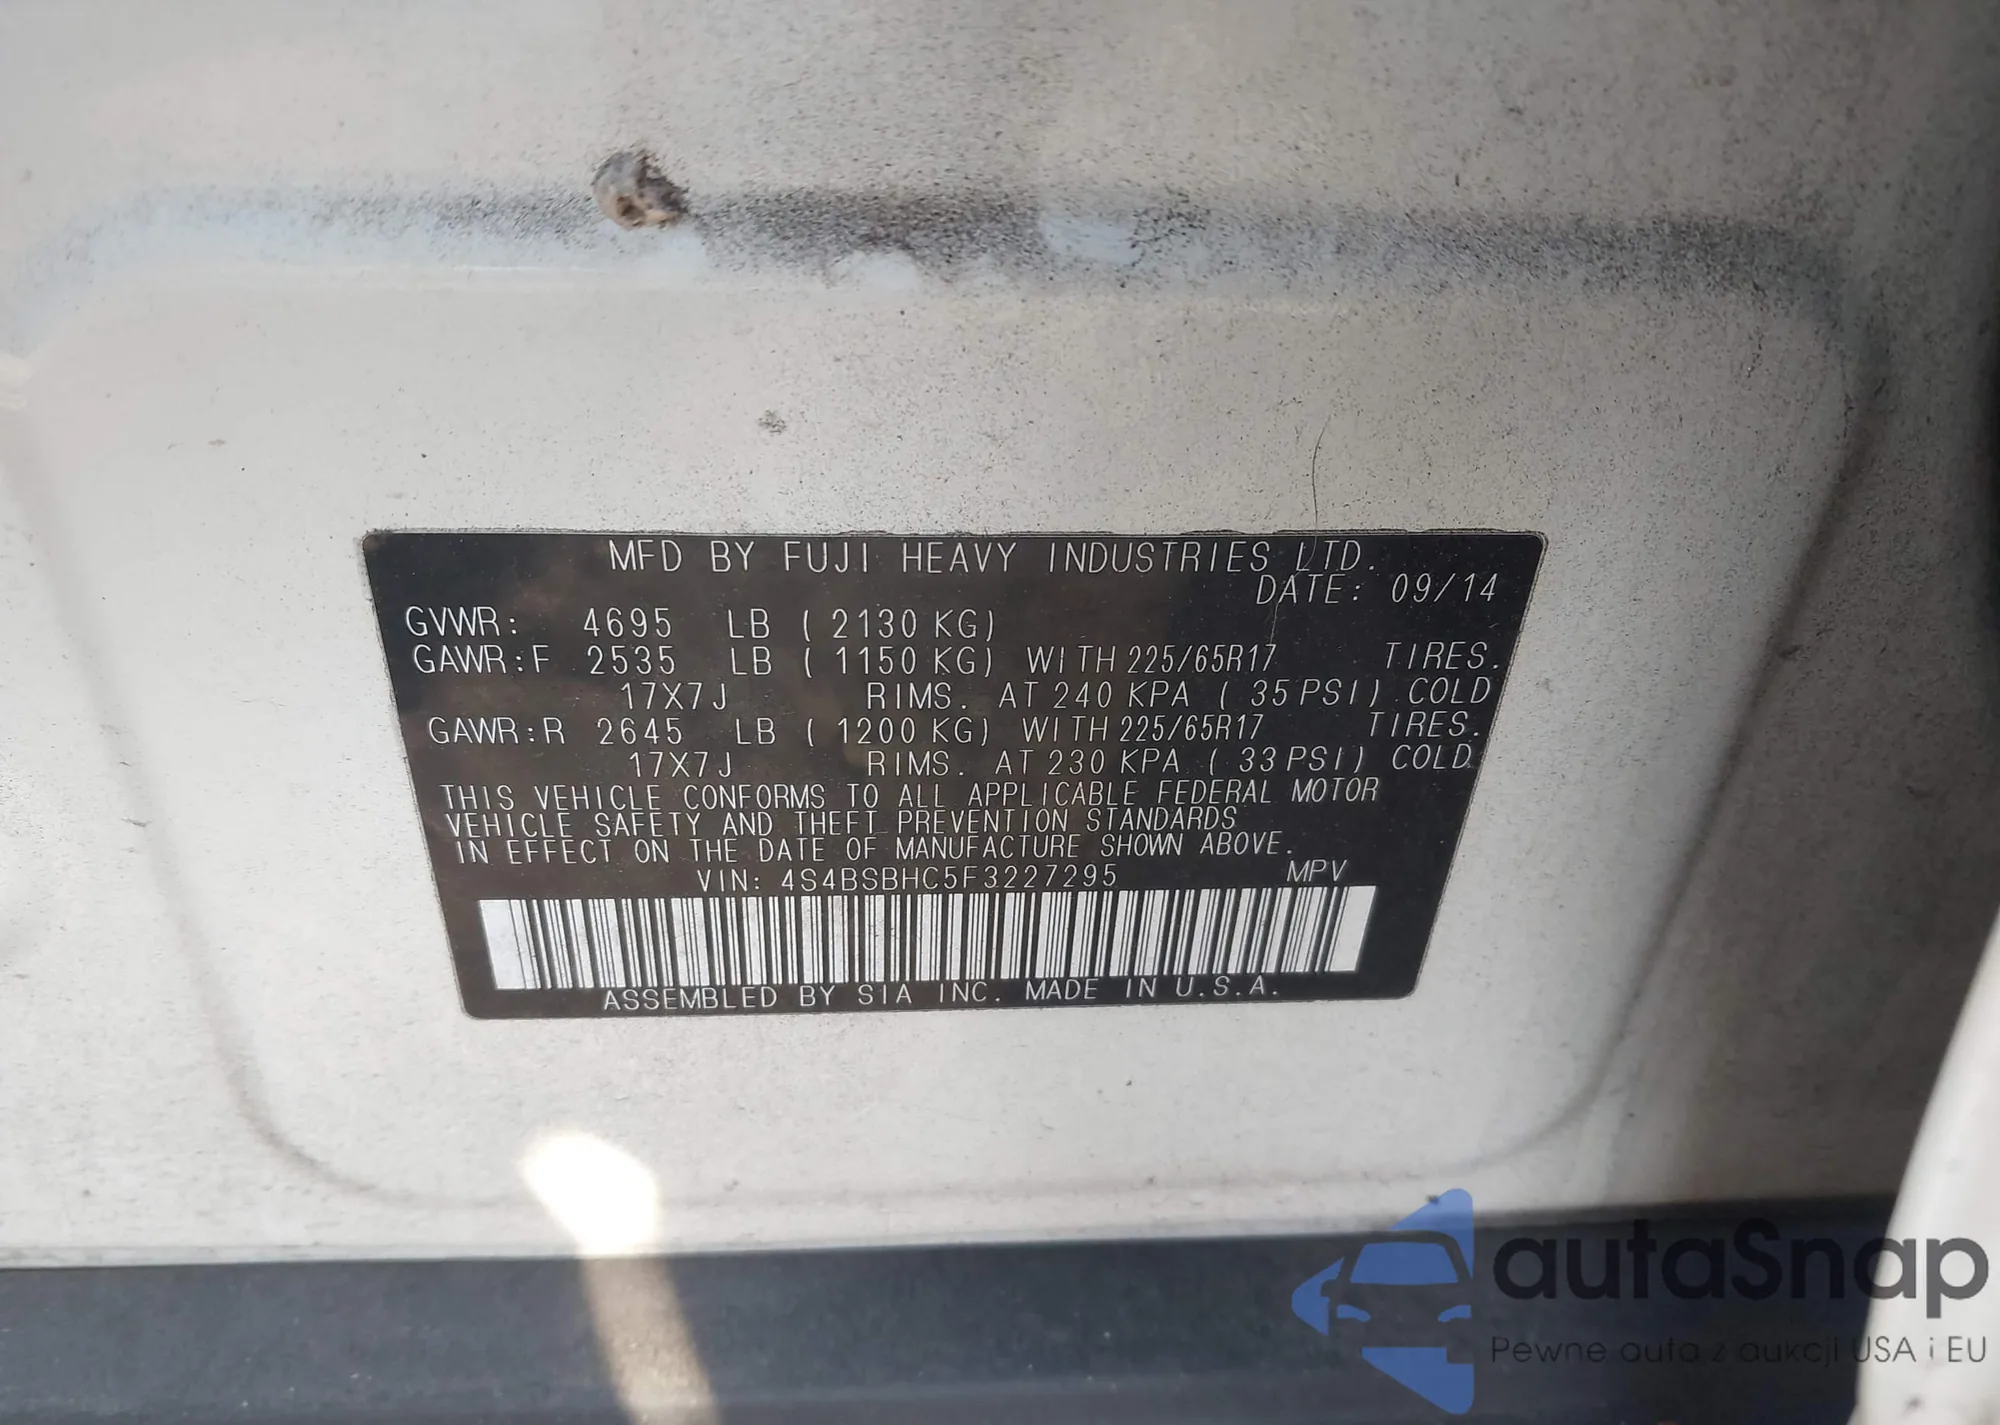 MFD BY FUJI HEAVY INDUSTRIES LTD.
DATE: 09/14
GVWR: 4695 LB (2130 KG)
GAWR:F 2535 LB (1150 KG) WITH 225/65R17 TIRES.
17X7J RIMS. AT 240 KPA (35 PSI) COLD
GAWR:R 2645 LB (1200 KG) WITH 225/65R17 TIRES.
17X7J RIMS. AT 230 KPA (33 PSI) COLD
THIS VEHICLE CONFORMS TO ALL APPLICABLE FEDERAL MOTOR
VEHICLE SAFETY AND THEFT PREVENTION STANDARDS
IN EFFECT ON THE DATE OF MANUFACTURE SHOWN ABOVE.
VIN: 4S4BSBHC5F3227295 MPV
ASSEMBLED BY SIA INC. MADE IN U.S.A.
autaSnap
Pewne auta z aukcji USA i EU